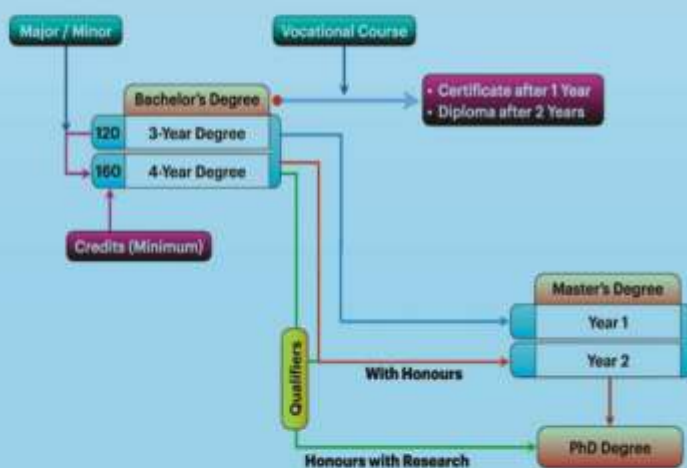 Major / Minor
Vocational Course
Bachelor's Degree
• Certificate after 1 Year
• Diploma after 2 Years
120 3-Year Degree
160 4-Year Degree
Credits (Minimum)
Master's Degree
Year 1
Year 2
With Honours
Qualifiers
Honours with Research
PhD Degree